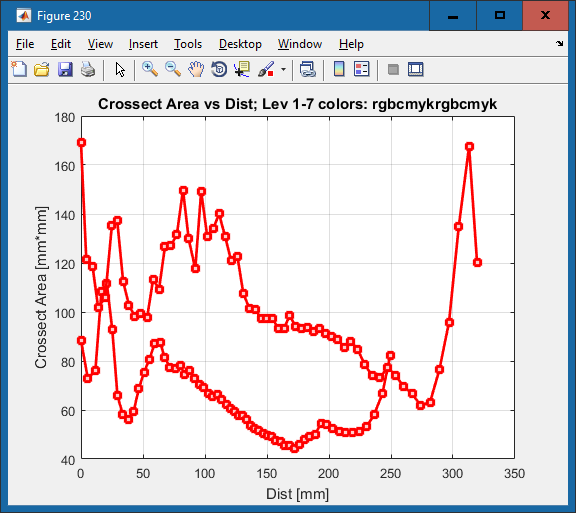 Figure 230
File Edit View Insert Tools Desktop Window Help
Crossect Area vs Dist; Lev 1-7 colors: rgbcmykrgbcmyk
180
160
140
120
100
80
60
40
Crossect Area [mm*mm]
0 50 100 150 200 250 300 350
Dist [mm]